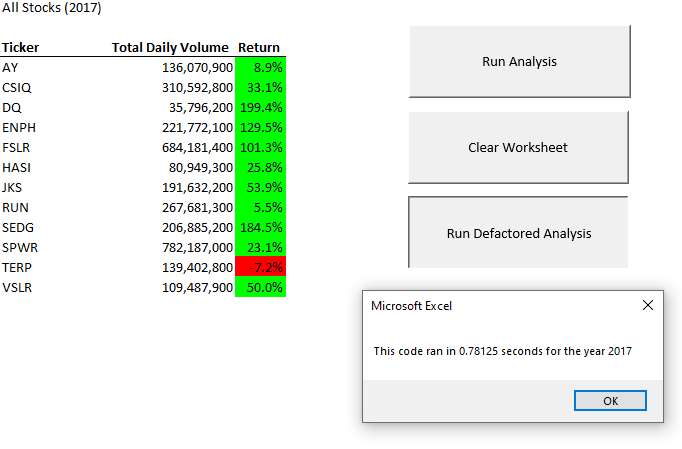 All Stocks (2017)
Ticker Total Daily Volume Return
AY 136,070,900 8.9%
CSIQ 310,592,800 33.1%
DQ 35,796,200 199.4%
ENPH 221,772,100 129.5%
FSLR 684,181,400 101.3%
HASI 80,949,300 25.8%
JKS 191,632,200 53.9%
RUN 267,681,300 5.5%
SEDG 206,885,200 184.5%
SPWR 782,187,000 23.1%
TERP 139,402,800 -7.2%
VSLR 109,487,900 50.0%
Run Analysis
Clear Worksheet
Run Defactored Analysis
Microsoft Excel
This code ran in 0.78125 seconds for the year 2017
OK